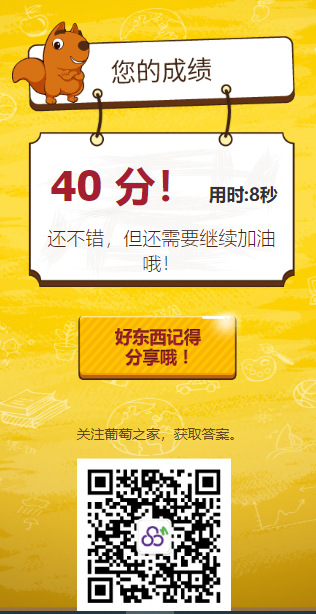 您的成绩
40 分！
用时:8秒
还不错，但还需要继续加油
哦！
好东西记得
分享哦！
关注葡萄之家，获取答案。